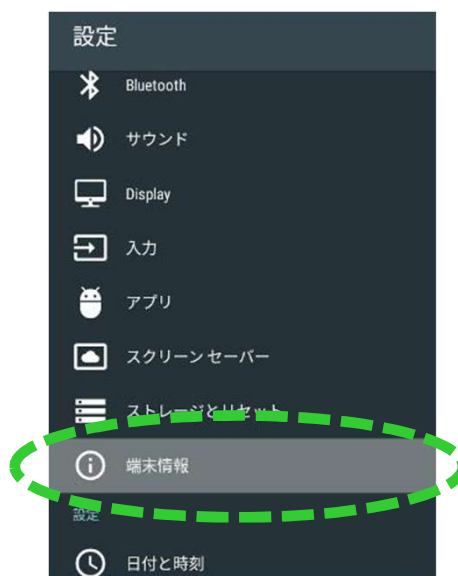 設定
Bluetooth
サウンド
Display
入力
アプリ
スクリーン セーバー
ストレージとリセット
端末情報
設定
日付と時刻